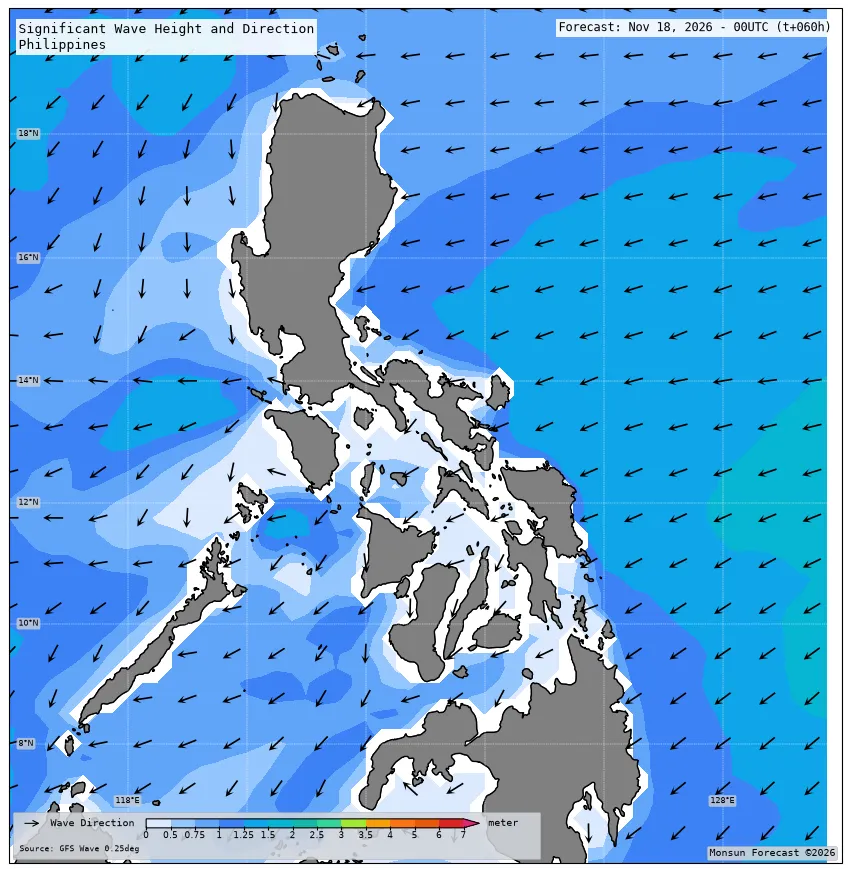 Significant Wave Height and Direction
Philippines
Forecast: Nov 18, 2026 - 00UTC (t+060h)
18°N
16°N
14°N
12°N
10°N
8°N
118°E
128°E
Wave Direction
0 0.5 0.75 1 1.25 1.5 2 2.5 3 3.5 4 5 6 7
meter
Source: GFS Wave 0.25deg
Monsun Forecast ©2026